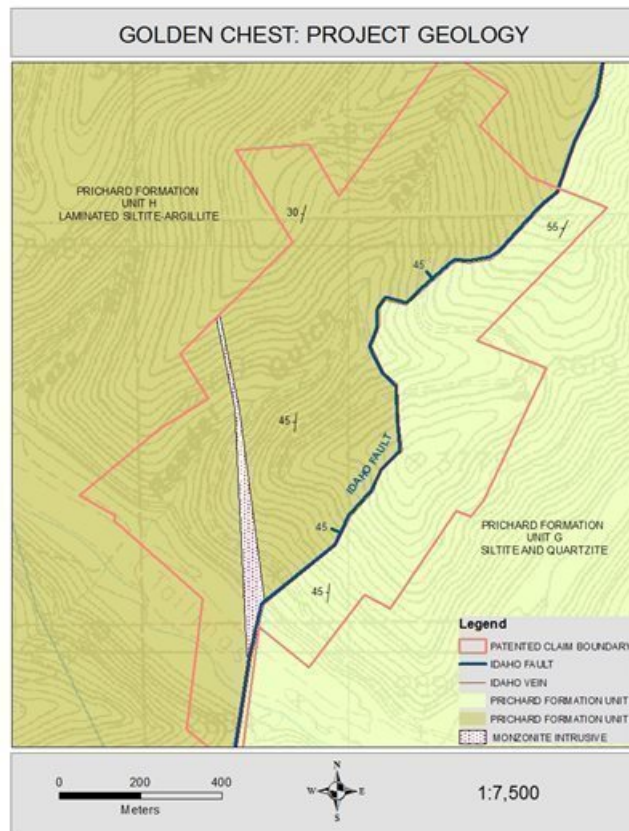 GOLDEN CHEST: PROJECT GEOLOGY
PRICHARD FORMATION
UNIT H
LAMINATED SILTITE-ARGILLITE
30
55
45
45
IDAHO FAULT
45
45
PRICHARD FORMATION
UNIT G
SILTITE AND QUARTZITE
Legend
PATENTED CLAIM BOUNDARY
IDAHO FAULT
IDAHO VEIN
PRICHARD FORMATION UNIT
PRICHARD FORMATION UNIT
MONZONITE INTRUSIVE
0 200 400
Meters
N
W E
S
1:7,500